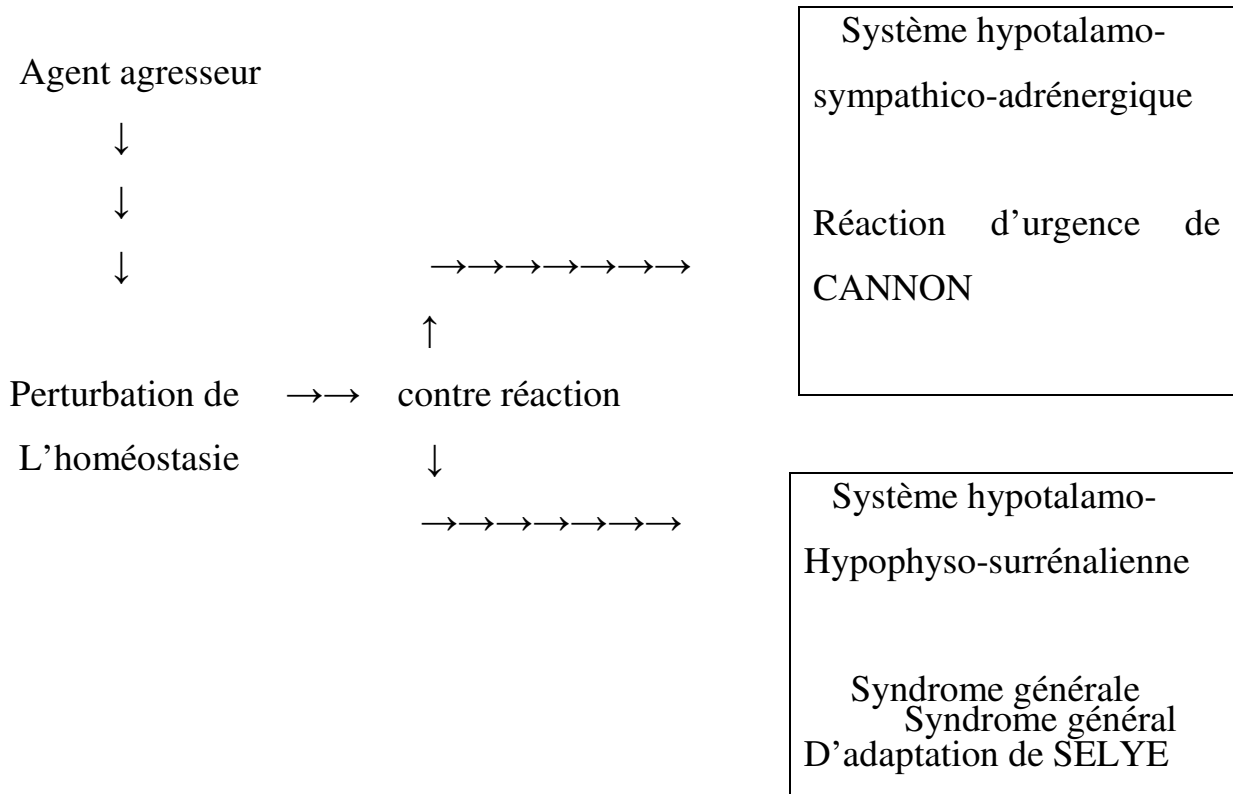 Agent agresseur
↓
↓
↓
Perturbation de →→ contre réaction
L’homéostasie
↑
→→→→→→→
↓
→→→→→→→
Système hypotalamo-
sympathico-adrénergique
Réaction d’urgence de
CANNON
Système hypotalamo-
Hypophyso-surrénalienne
Syndrome générale
Syndrome général
D’adaptation de SELYE